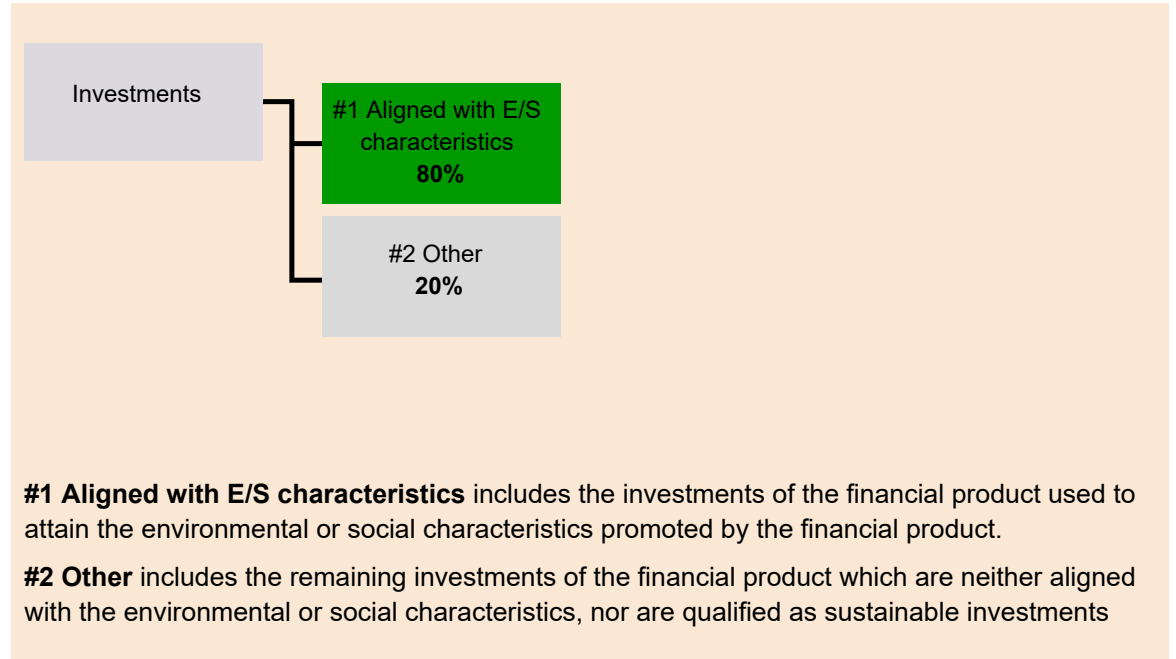 Investments
#1 Aligned with E/S
characteristics
80%
#2 Other
20%
#1 Aligned with E/S characteristics includes the investments of the financial product used to
attain the environmental or social characteristics promoted by the financial product.
#2 Other includes the remaining investments of the financial product which are neither aligned
with the environmental or social characteristics, nor are qualified as sustainable investments